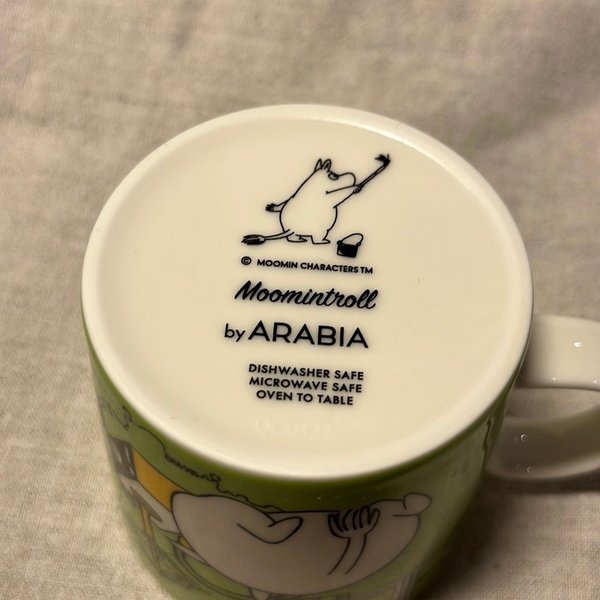 © MOOMIN CHARACTERS TM
Moomintroll
by ARABIA
DISHWASHER SAFE
MICROWAVE SAFE
OVEN TO TABLE